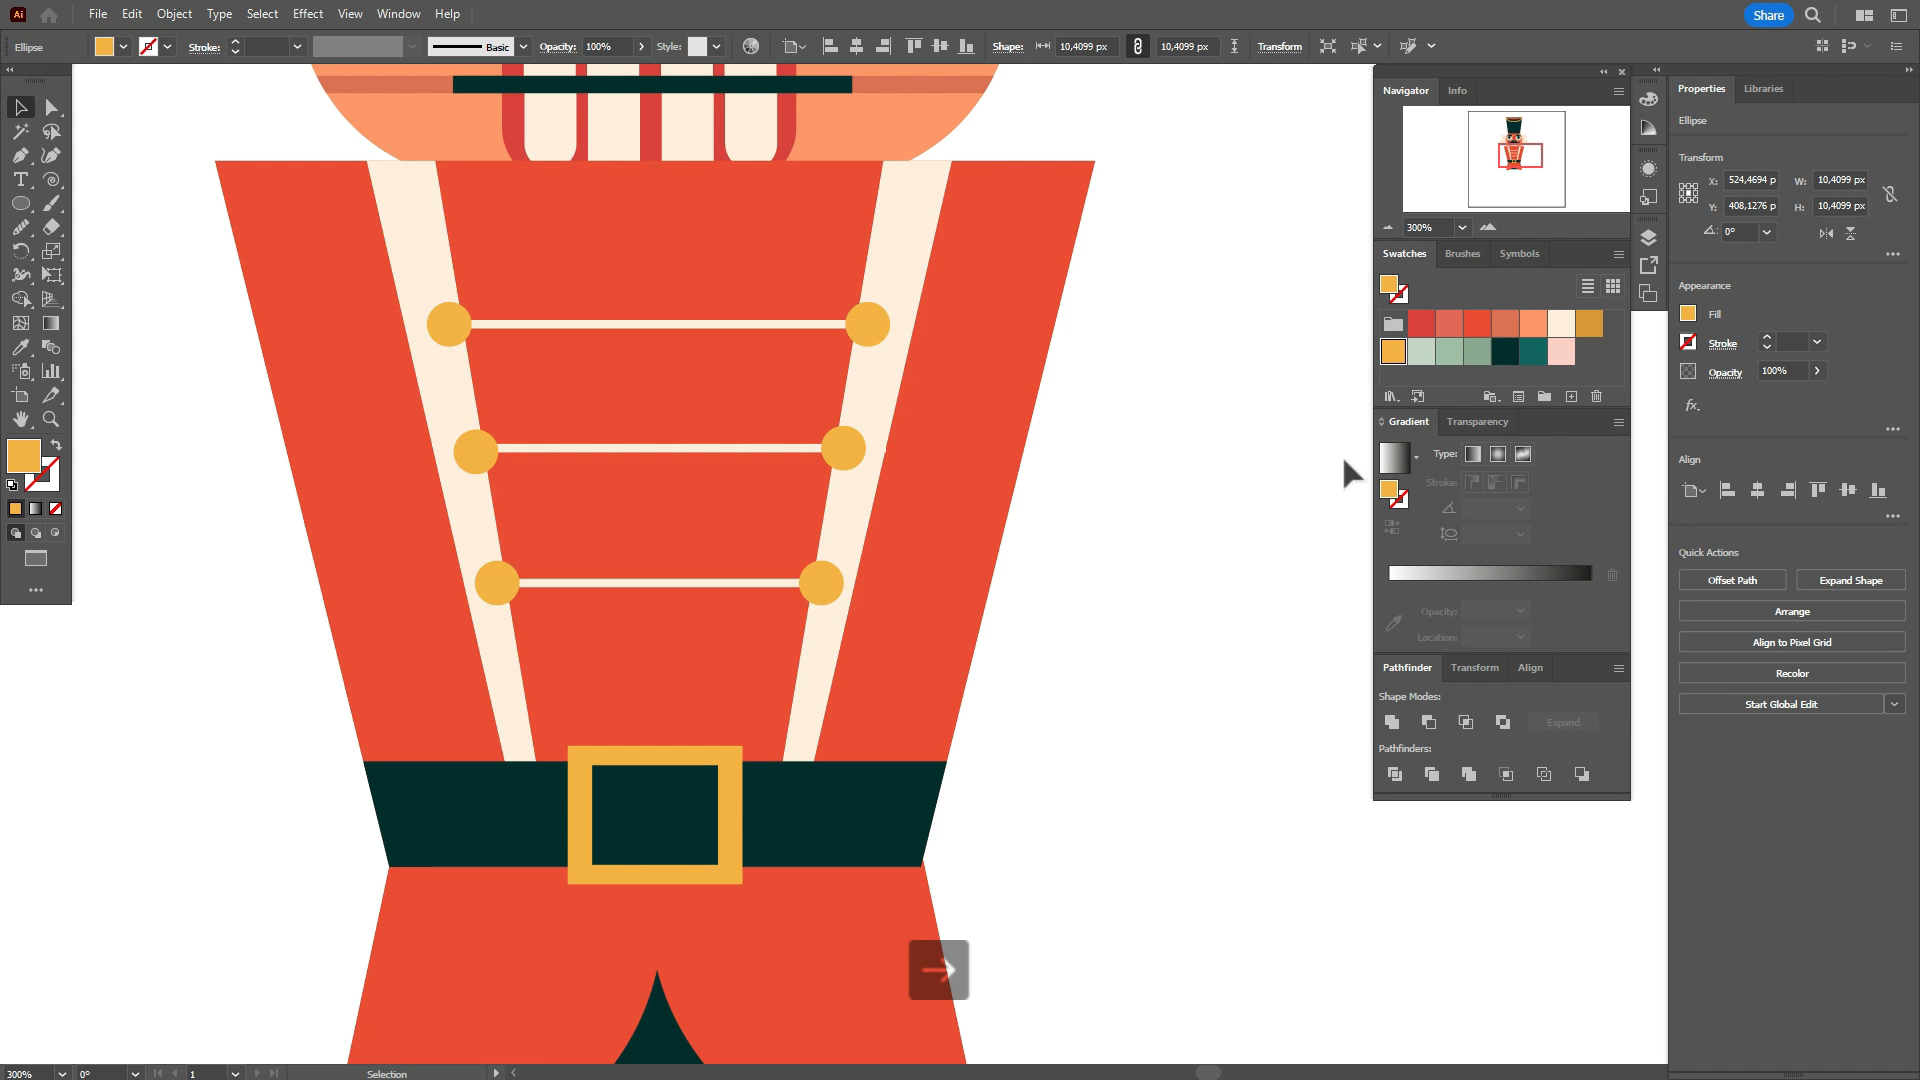 Ai File Edit Object Type Select Effect View Window Help Share
Ellipse Stroke: Basic Opacity: 100% Style: Shape: 10,4099 px 10,4099 px Transform
Navigator Info
300%
Swatches Brushes Symbols
Gradient Transparency
Type:
Stroke:
Opacity:
Location:
Pathfinder Transform Align
Shape Modes:
Expand
Pathfinders:
Properties Libraries
Ellipse
Transform
X: 524,4694 p W: 10,4099 px
Y: 408,1276 p H: 10,4099 px
0°
Appearance
Fill
Stroke
Opacity 100%
fx.
Align
Quick Actions
Offset Path Expand Shape
Arrange
Align to Pixel Grid
Recolor
Start Global Edit
300% 0° 1 Selection